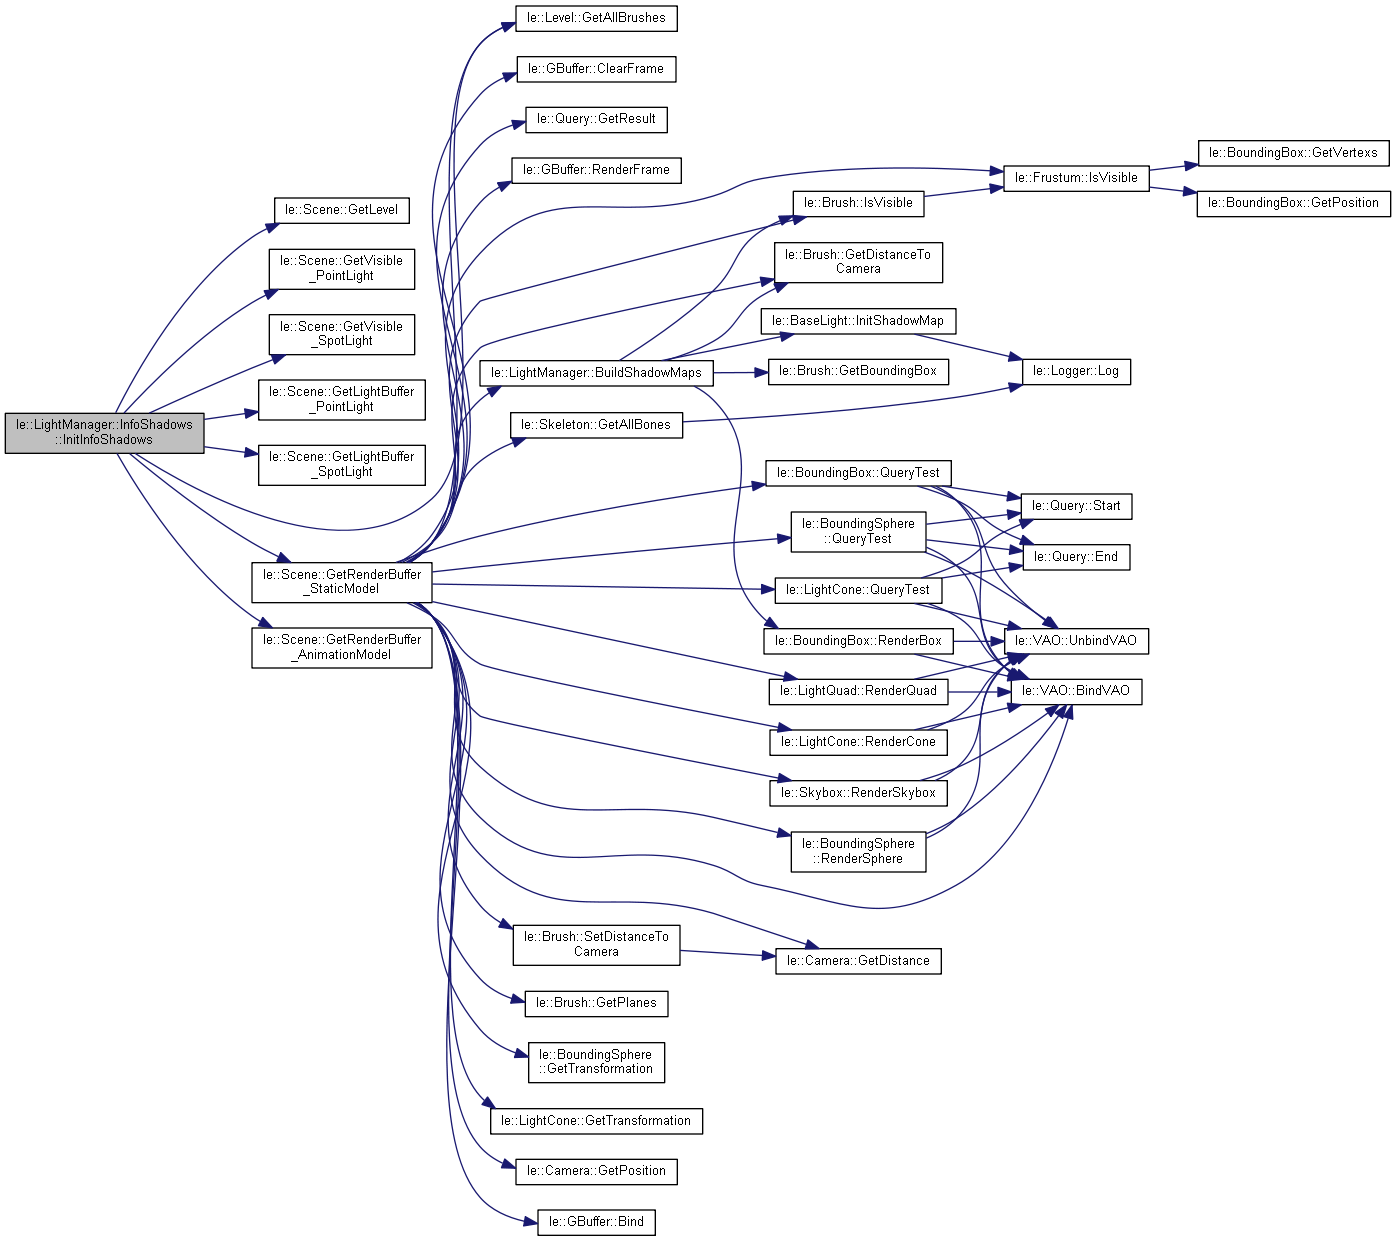 le::LightManager::InfoShadows
::InitInfoShadows
le::Scene::GetLevel
le::Scene::GetVisible
_PointLight
le::Scene::GetVisible
_SpotLight
le::Scene::GetLightBuffer
_PointLight
le::Scene::GetLightBuffer
_SpotLight
le::Scene::GetRenderBuffer
_StaticModel
le::Scene::GetRenderBuffer
_AnimationModel
le::Level::GetAllBrushes
le::GBuffer::ClearFrame
le::Query::GetResult
le::GBuffer::RenderFrame
le::LightManager::BuildShadowMaps
le::Skeleton::GetAllBones
le::Brush::SetDistanceTo
Camera
le::Brush::GetPlanes
le::BoundingSphere
::GetTransformation
le::LightCone::GetTransformation
le::Camera::GetPosition
le::GBuffer::Bind
le::Brush::IsVisible
le::Brush::GetDistanceTo
Camera
le::BaseLight::InitShadowMap
le::Brush::GetBoundingBox
le::BoundingBox::QueryTest
le::BoundingSphere
::QueryTest
le::LightCone::QueryTest
le::BoundingBox::RenderBox
le::LightQuad::RenderQuad
le::LightCone::RenderCone
le::Skybox::RenderSkybox
le::BoundingSphere
::RenderSphere
le::Camera::GetDistance
le::Frustum::IsVisible
le::Logger::Log
le::Query::Start
le::Query::End
le::VAO::UnbindVAO
le::VAO::BindVAO
le::BoundingBox::GetVertexs
le::BoundingBox::GetPosition